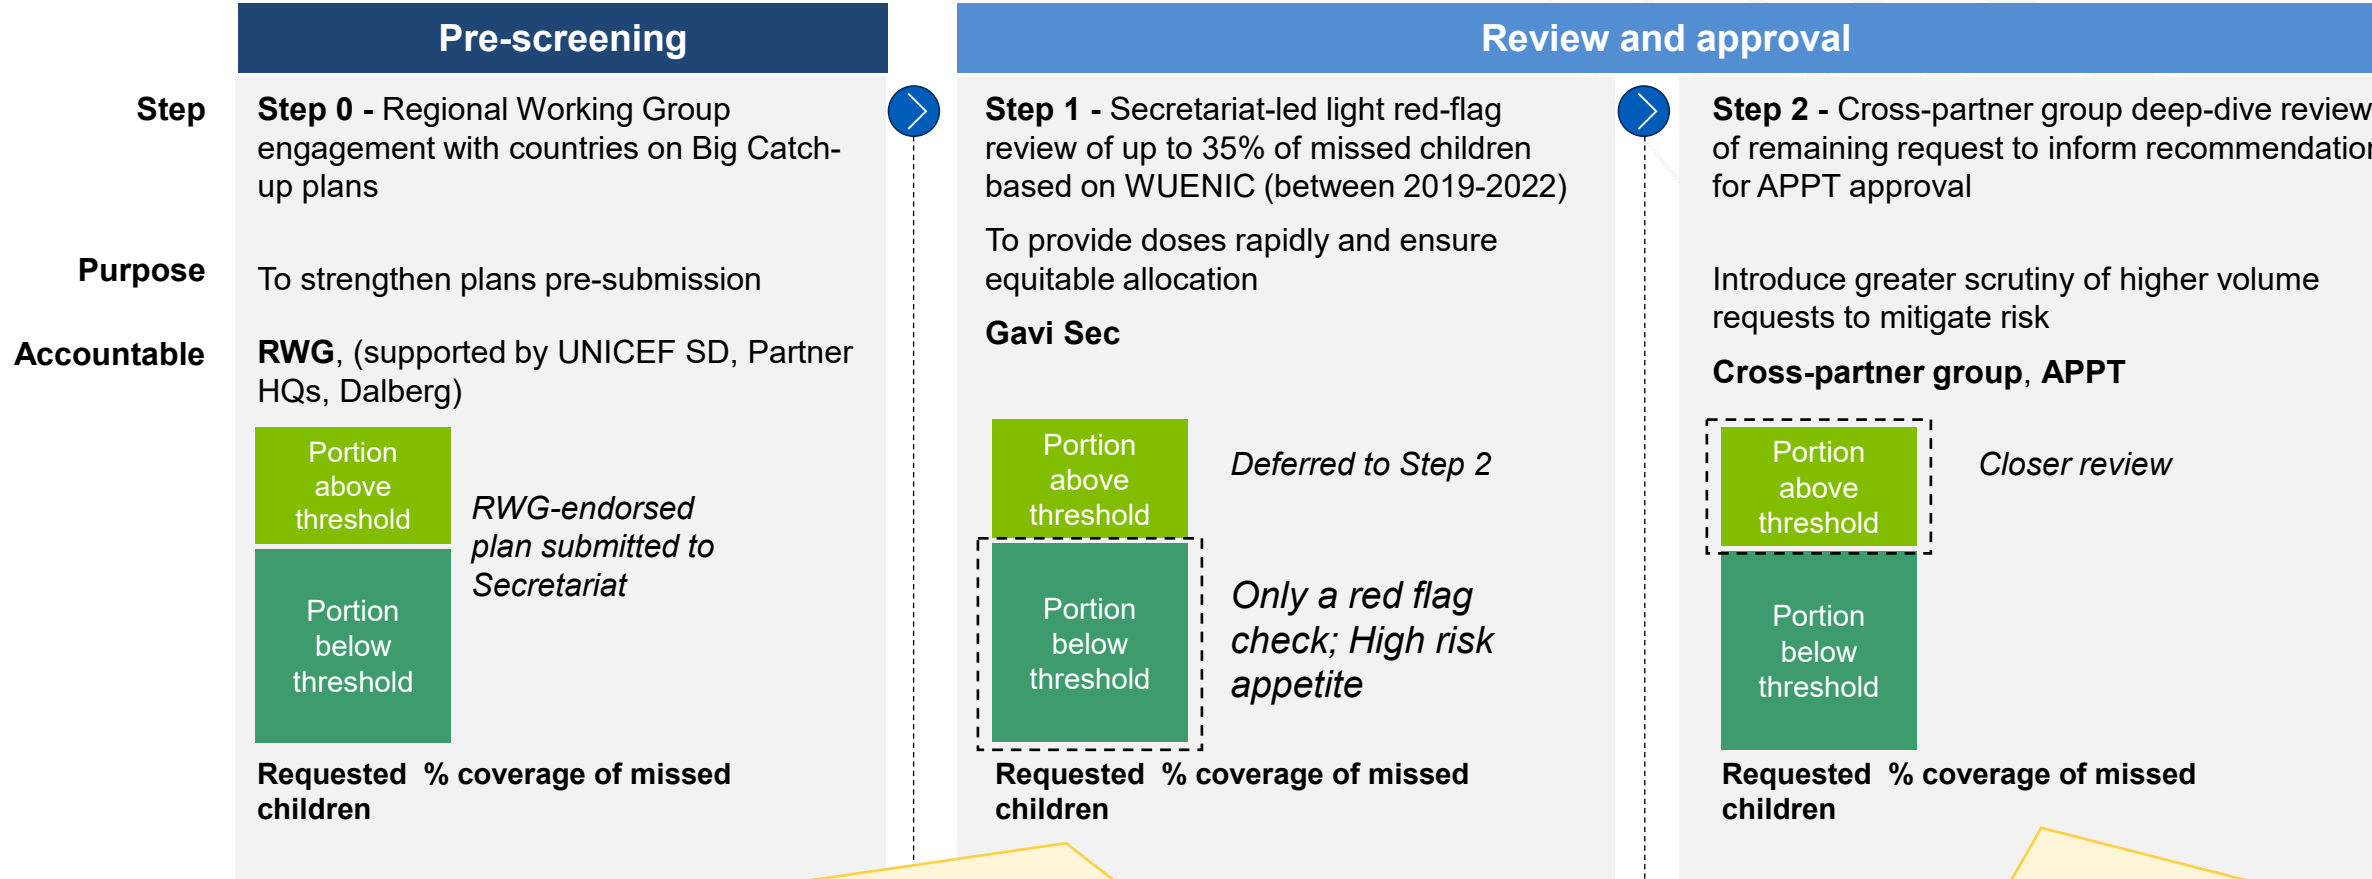 Pre-screening
Review and approval
Step
Step 0 - Regional Working Group
engagement with countries on Big Catch-
up plans
Step 1 - Secretariat-led light red-flag
review of up to 35% of missed children
based on WUENIC (between 2019-2022)
Step 2 - Cross-partner group deep-dive review
of remaining request to inform recommendation
for APPT approval
Purpose
To strengthen plans pre-submission
To provide doses rapidly and ensure
equitable allocation
Introduce greater scrutiny of higher volume
requests to mitigate risk
Accountable
RWG, (supported by UNICEF SD, Partner
HQs, Dalberg)
Gavi Sec
Cross-partner group, APPT
Portion
above
threshold
Portion
below
threshold
RWG-endorsed
plan submitted to
Secretariat
Requested % coverage of missed
children
Portion
above
threshold
Deferred to Step 2
Portion
below
threshold
Only a red flag
check; High risk
appetite
Requested % coverage of missed
children
Portion
above
threshold
Closer review
Portion
below
threshold
Requested % coverage of missed
children